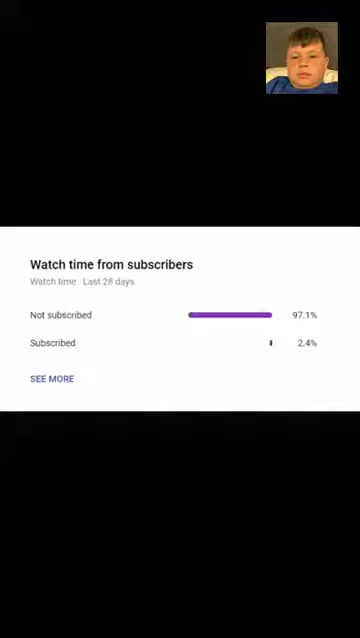 Watch time from subscribers
Watch time · Last 28 days
Not subscribed 97.1%
Subscribed 2.4%
SEE MORE